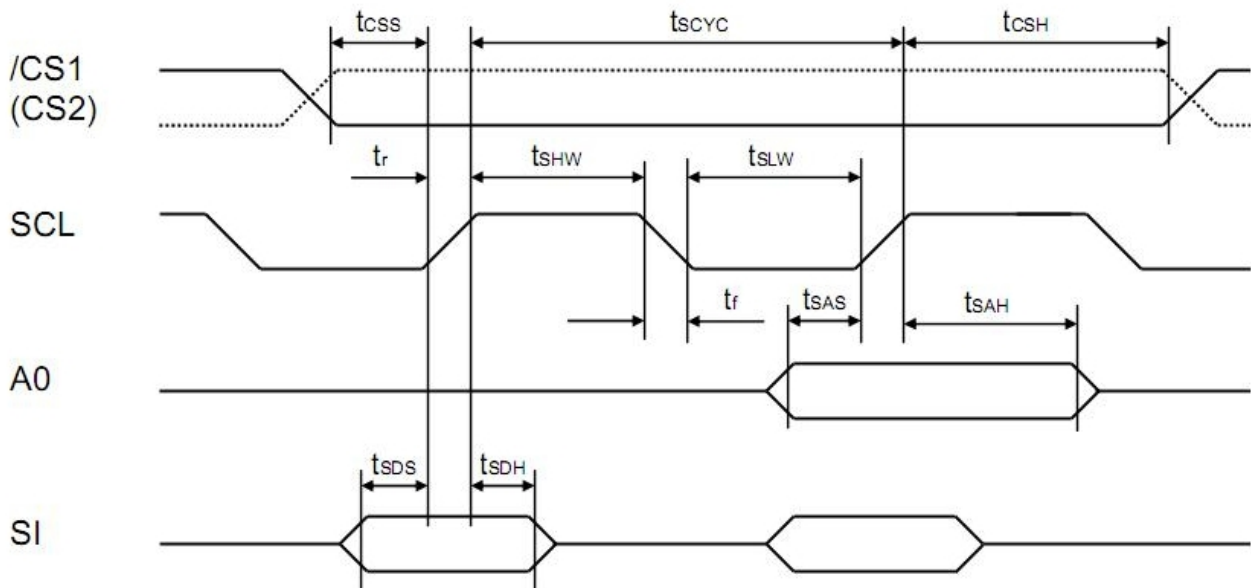 tCSS tSCYC tCSH
/CS1
(CS2)
tr tSHW tSLW
SCL
tf tSAS tSAH
A0
tSDS tSDH
SI